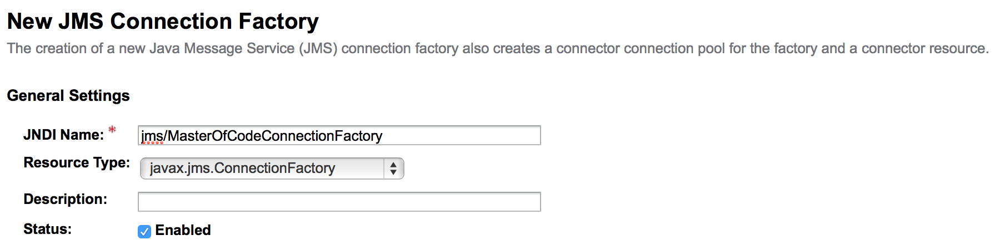 New JMS Connection Factory
The creation of a new Java Message Service (JMS) connection factory also creates a connector connection pool for the factory and a connector resource.
General Settings
JNDI Name: * jms/MasterOfCodeConnectionFactory
Resource Type: javax.jms.ConnectionFactory
Description:
Status: Enabled